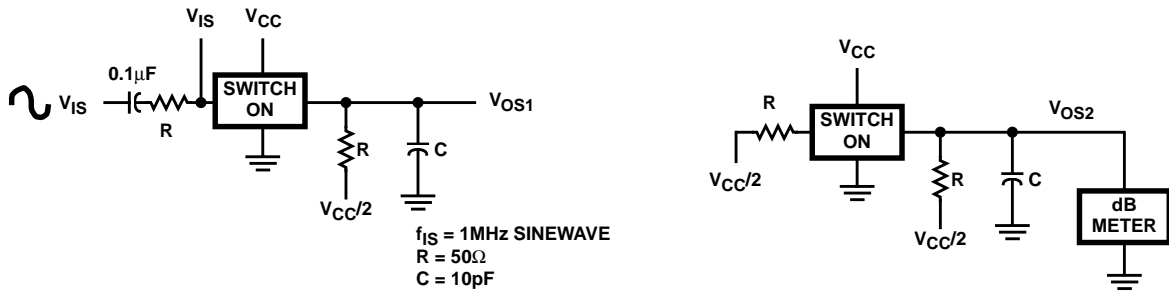 V_IS
V_CC
0.1μF
V_IS
SWITCH
ON
R
V_OS1
R
C
V_CC/2
f_IS = 1MHz SINEWAVE
R = 50Ω
C = 10pF
V_CC
R
SWITCH
ON
V_OS2
V_CC/2
R
C
V_CC/2
dB
METER